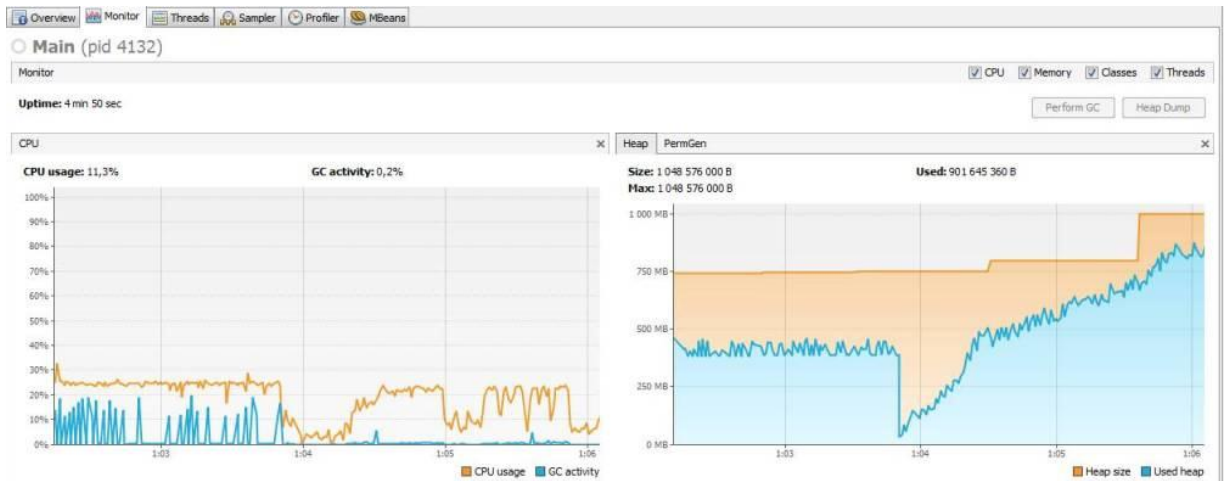 Overview Monitor Threads Sampler Profiler MBeans
Main (pid 4132)
Monitor
CPU Memory Classes Threads
Uptime: 4 min 50 sec
Perform GC Heap Dump
CPU
CPU usage: 11,3% GC activity: 0,2%
100%
90%
80%
70%
60%
50%
40%
30%
20%
10%
0%
1:03 1:04 1:05 1:06
CPU usage GC activity
Heap PermGen
Size: 1 048 576 000 B Used: 901 645 360 B
Max: 1 048 576 000 B
1 000 MB
750 MB
500 MB
250 MB
0 MB
1:03 1:04 1:05 1:06
Heap size Used heap